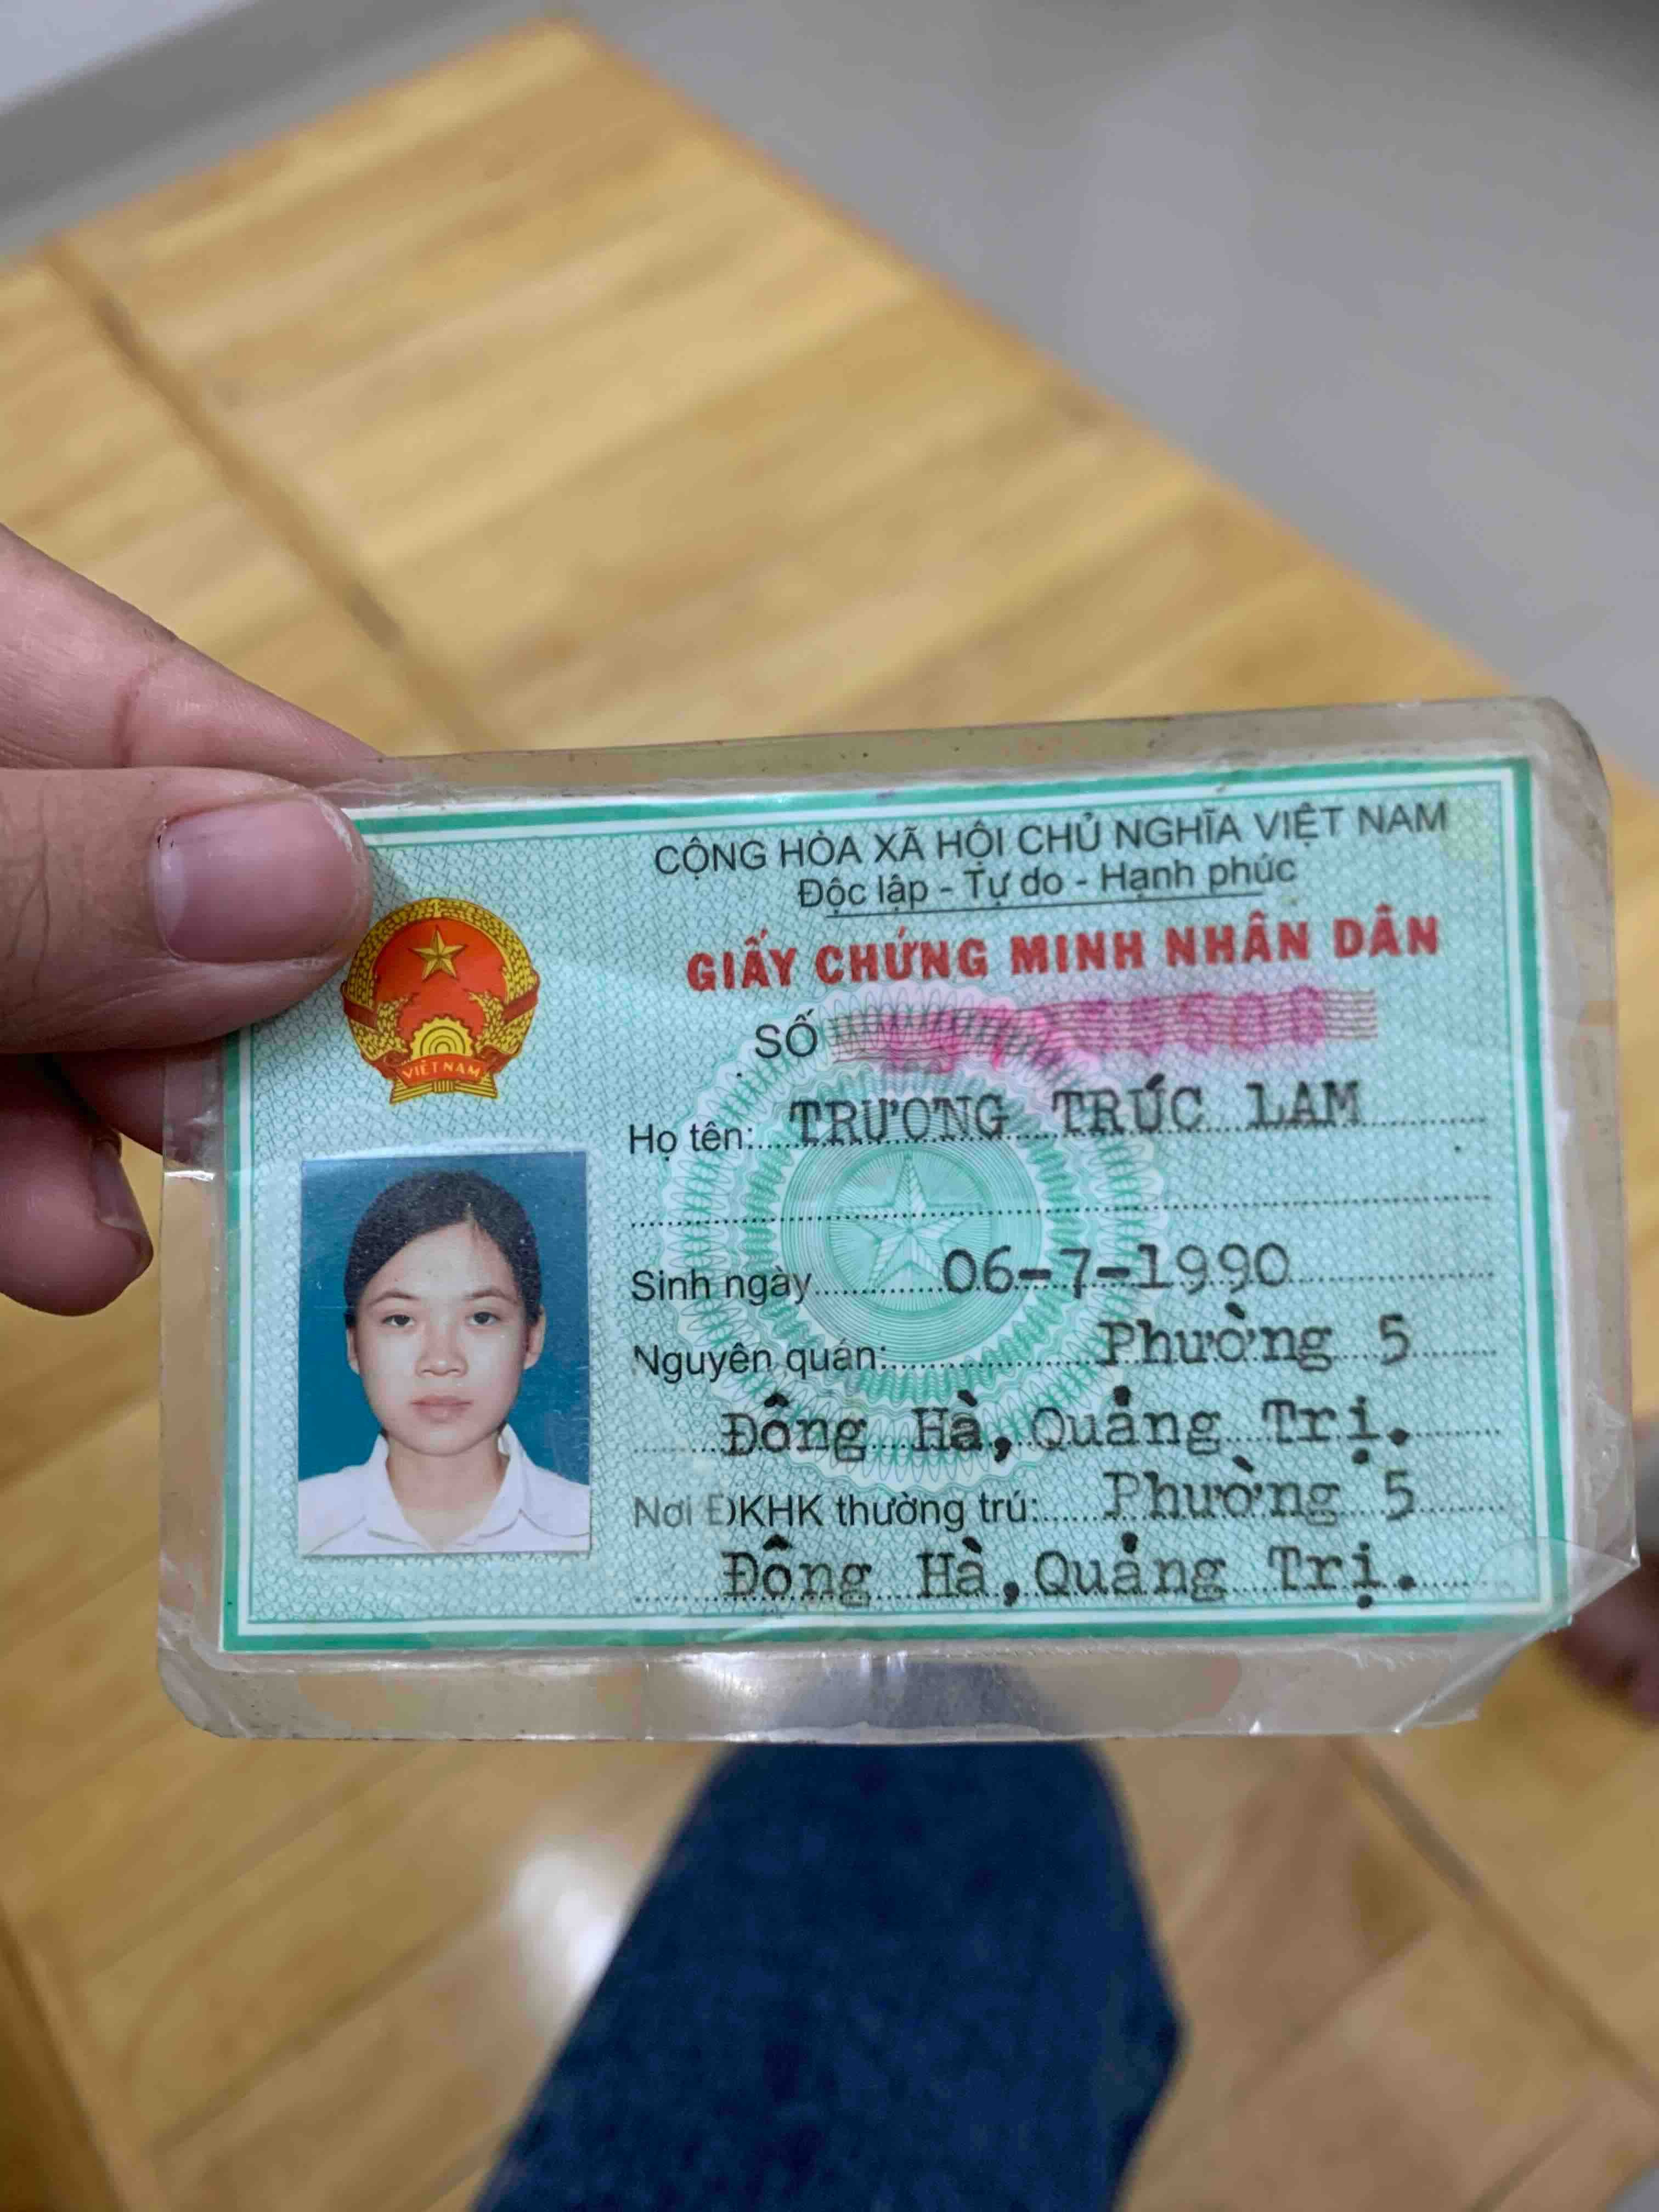 CỘNG HÒA XÃ HỘI CHỦ NGHĨA VIỆT NAM
Độc lập - Tự do - Hạnh phúc
GIẤY CHỨNG MINH NHÂN DÂN
SỐ
VIỆT NAM
Họ tên: TRƯƠNG TRÚC LAM
Sinh ngày 06-7-1990
Nguyên quán: Phường 5
Đông Hà, Quảng Trị.
Nơi ĐKHK thường trú: Phường 5
Đông Hà, Quảng Trị.